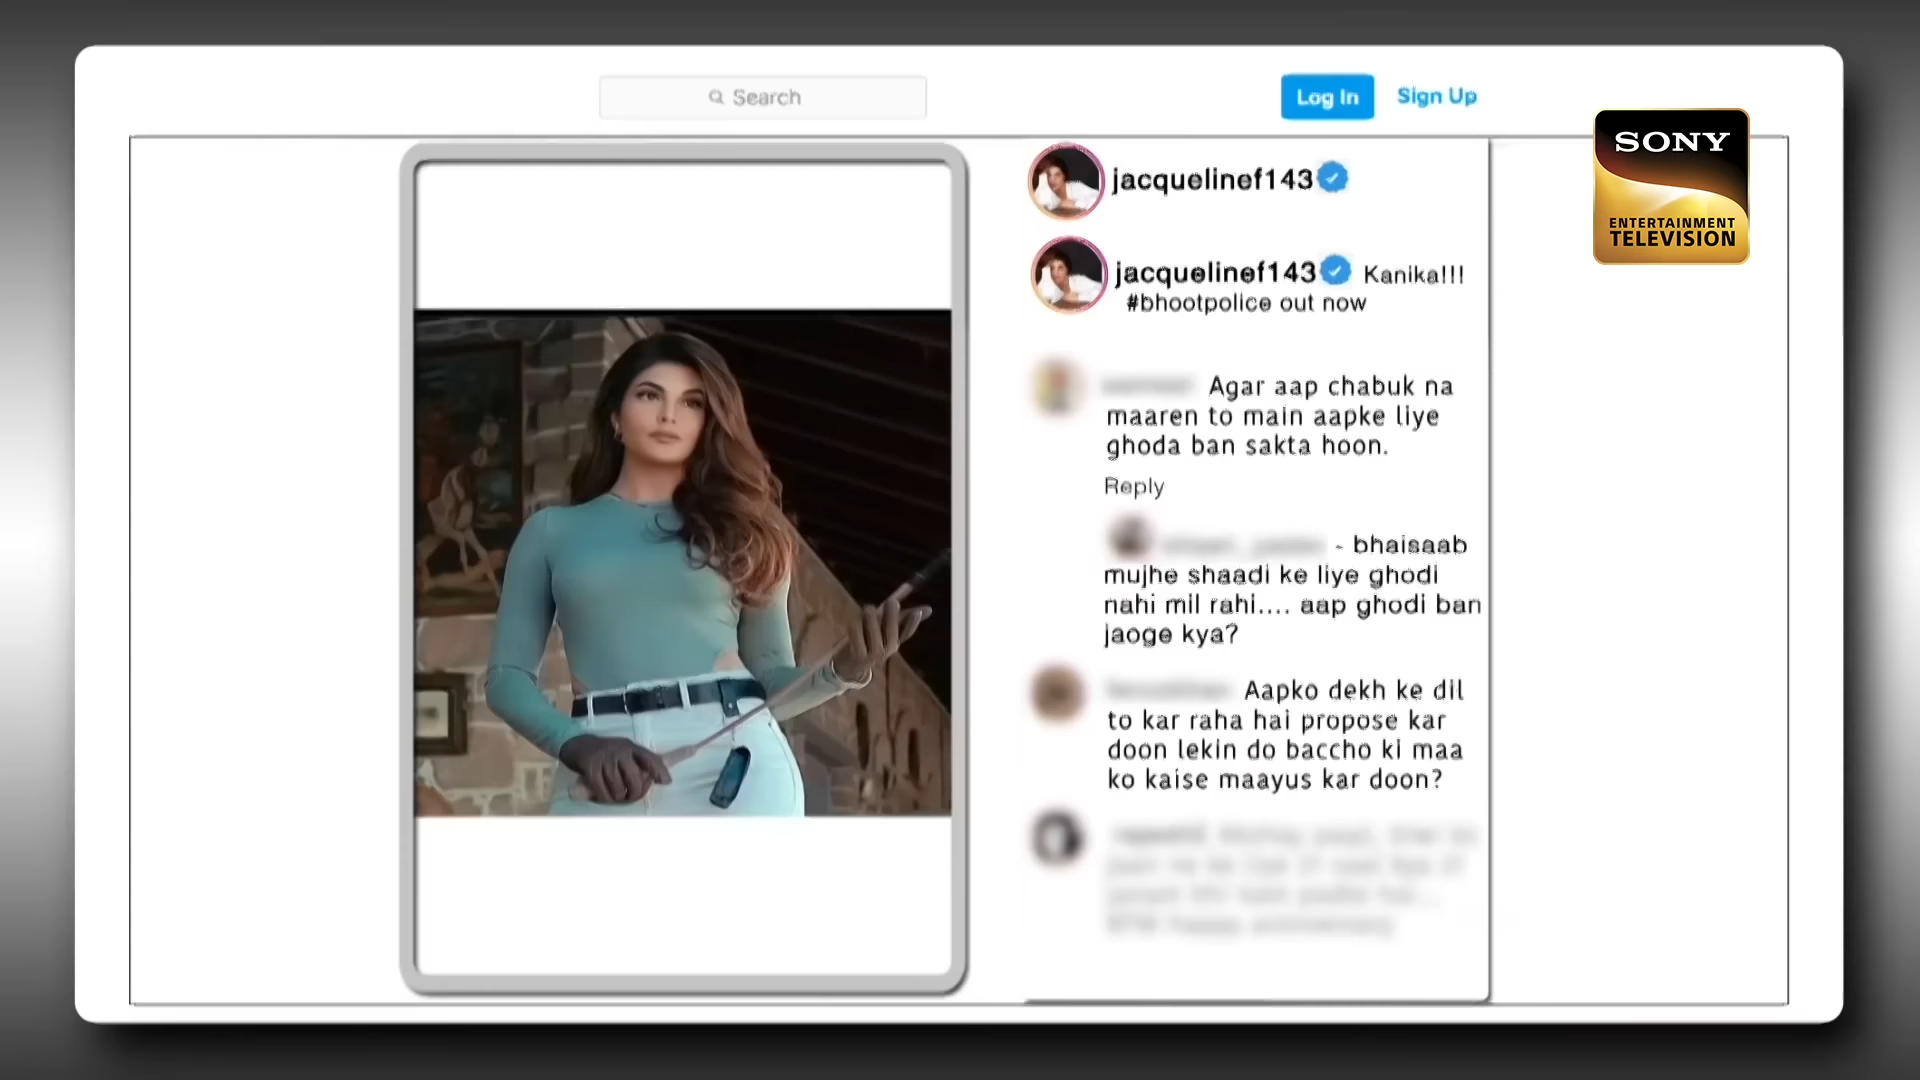 Search
Log In
Sign Up
SONY
ENTERTAINMENT
TELEVISION
jacquelinef143
jacquelinef143 Kanika!!!
#bhootpolice out now
Agar aap chabuk na
maaren to main aapke liye
ghoda ban sakta hoon.
Reply
- bhaisaab
mujhe shaadi ke liye ghodi
nahi mil rahi.... aap ghodi ban
jaoge kya?
Aapko dekh ke dil
to kar raha hai propose kar
doon lekin do baccho ki maa
ko kaise maayus kar doon?